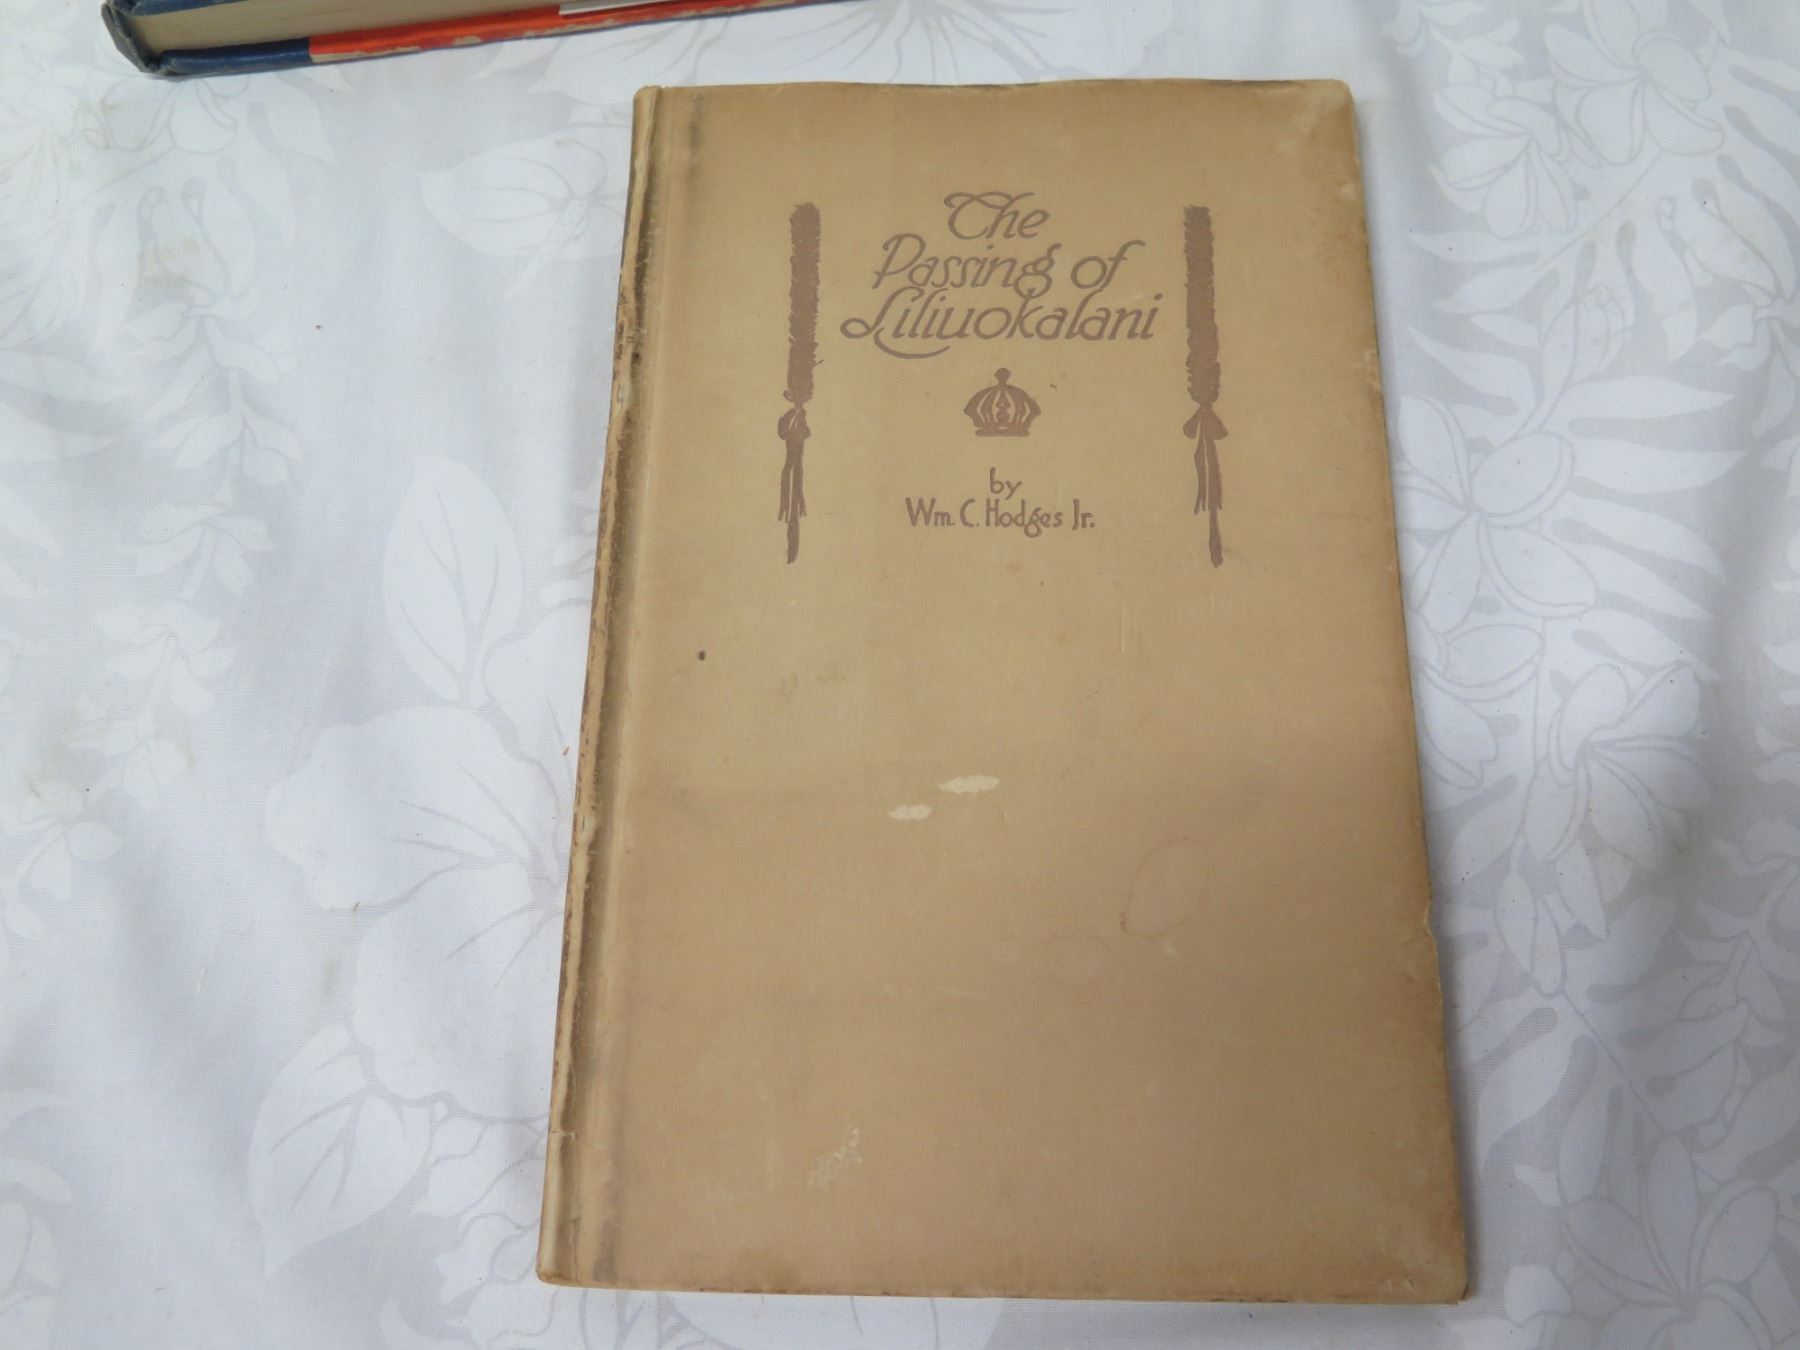 The
Passing of
Liliuokalani
by
Wm. C. Hodges Jr.